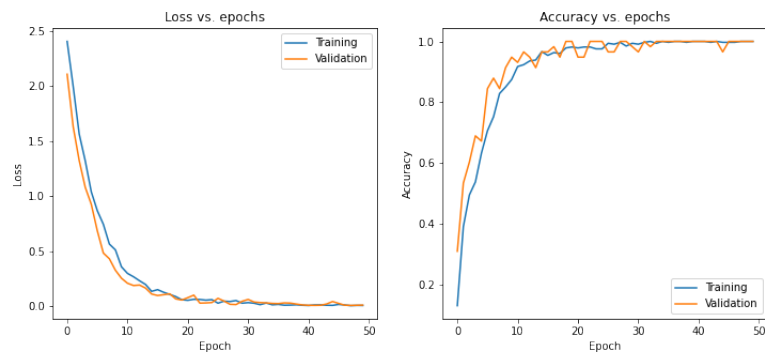 Loss vs. epochs
2.5
2.0
1.5
1.0
0.5
0.0
Loss
0 10 20 30 40 50
Epoch
Training
Validation
Accuracy vs. epochs
1.0
0.8
0.6
0.4
0.2
Accuracy
0 10 20 30 40 50
Epoch
Training
Validation